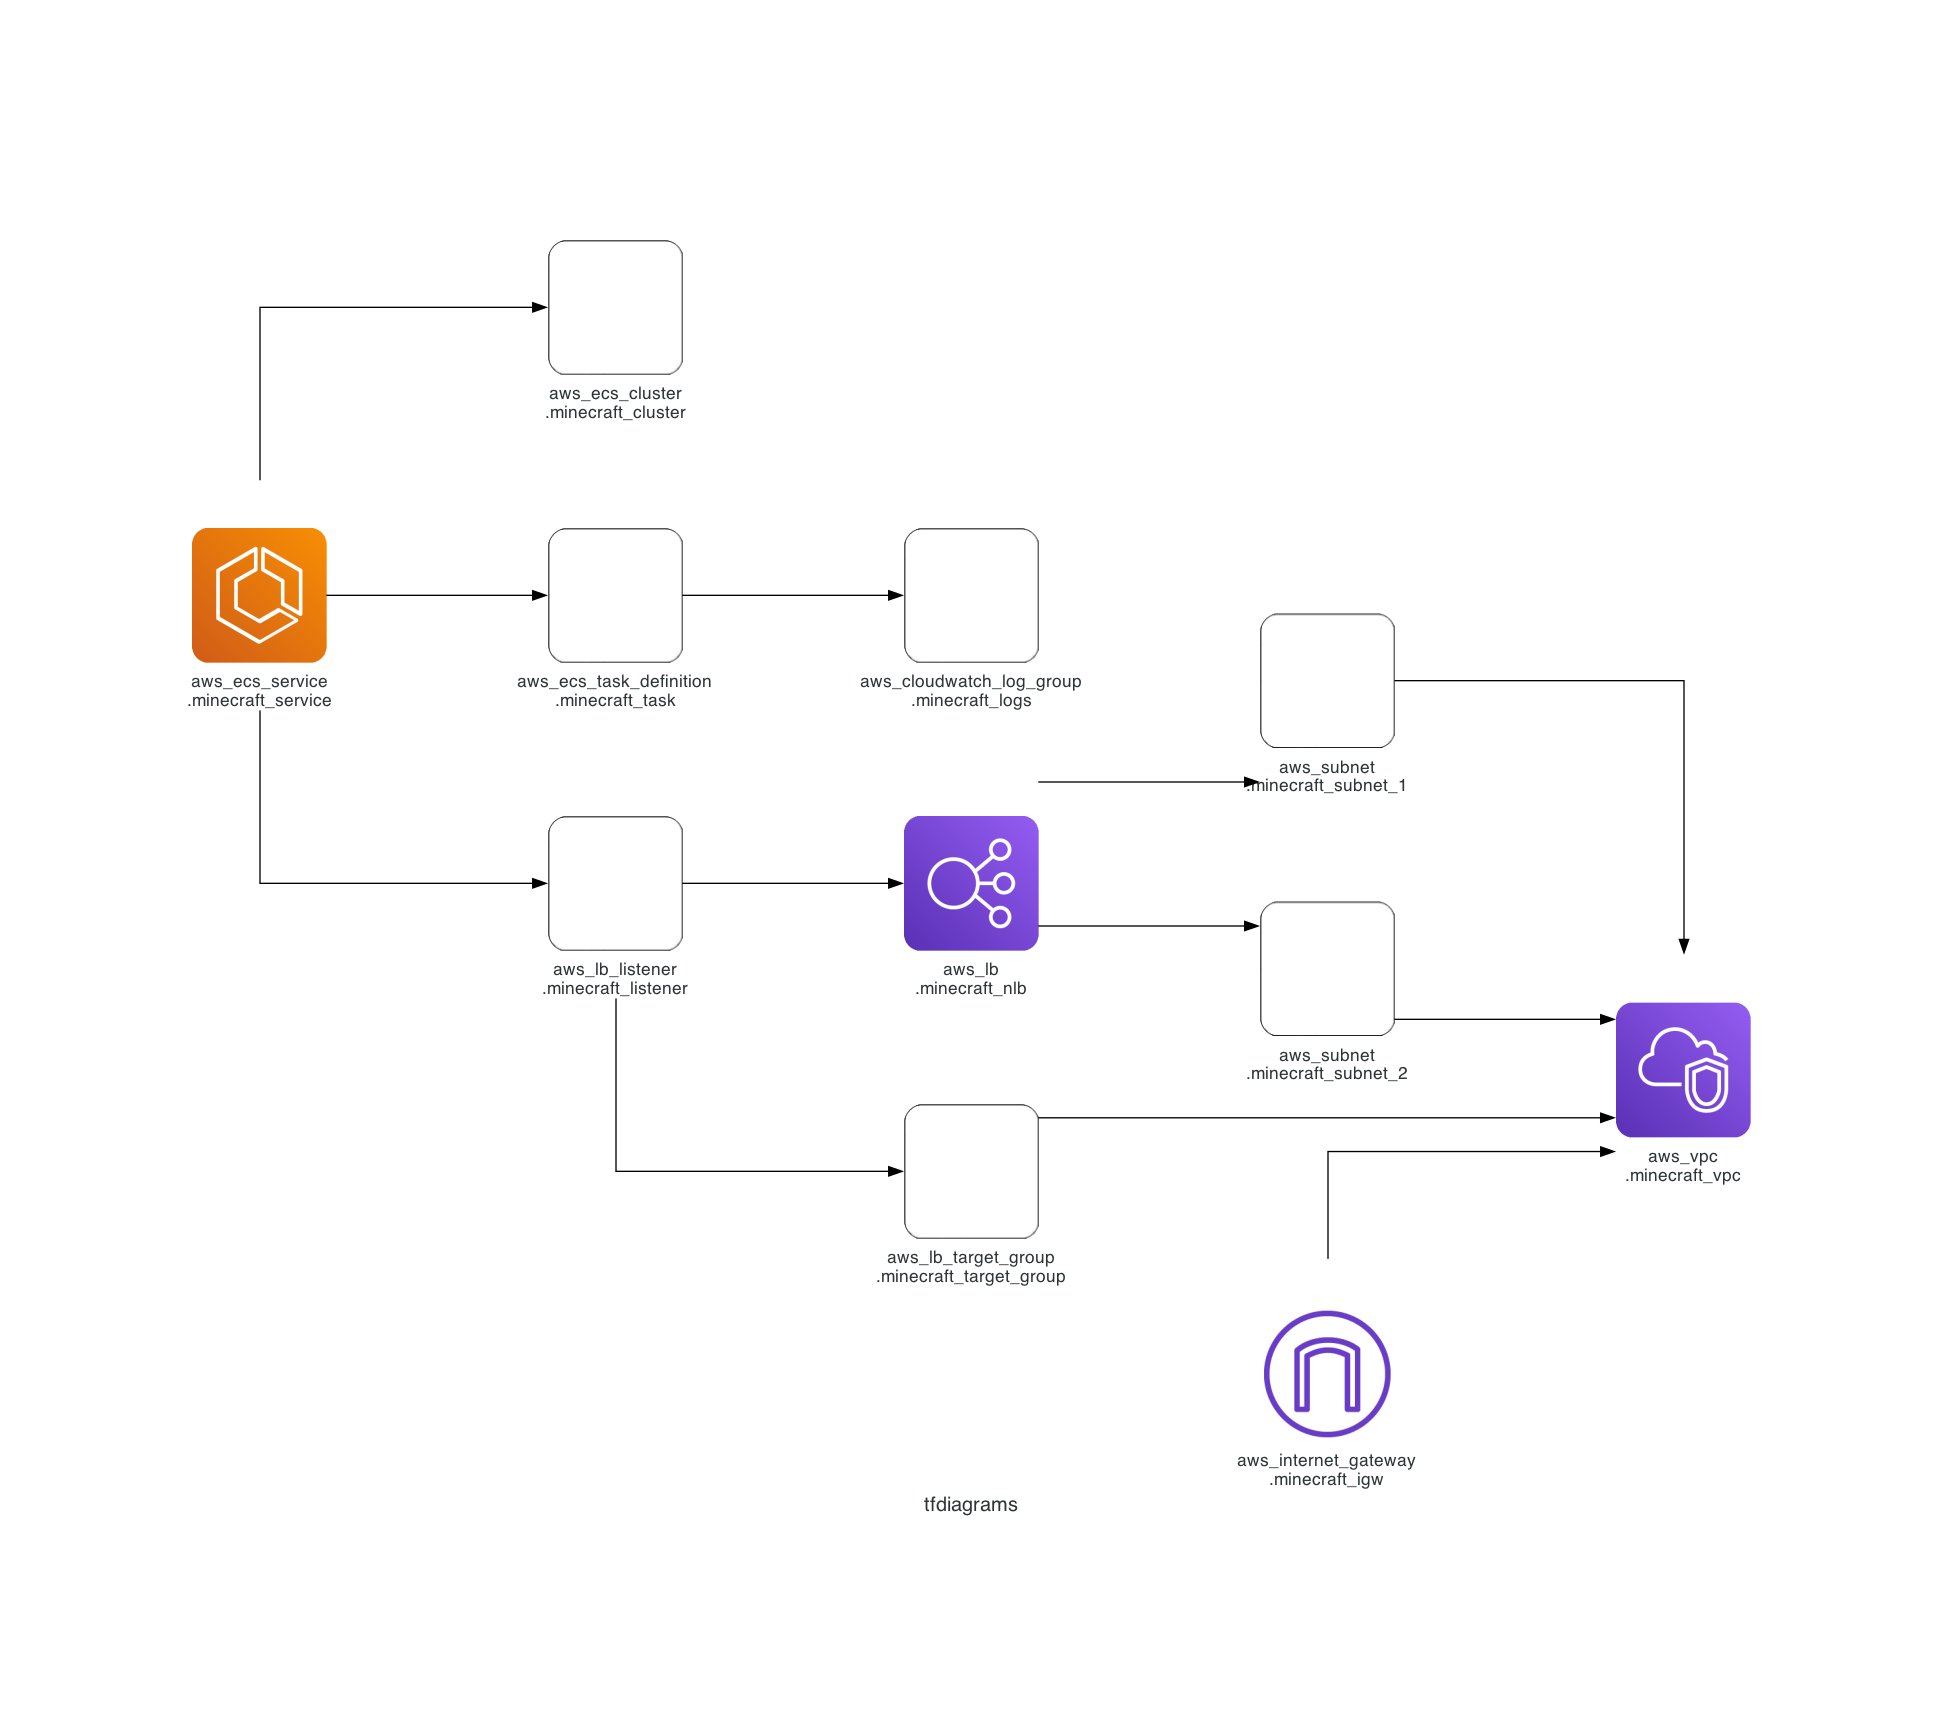 aws_ecs_cluster
.minecraft_cluster
aws_ecs_service
.minecraft_service
aws_ecs_task_definition
.minecraft_task
aws_cloudwatch_log_group
.minecraft_logs
aws_subnet
.minecraft_subnet_1
aws_lb_listener
.minecraft_listener
aws_lb
.minecraft_nlb
aws_subnet
.minecraft_subnet_2
aws_vpc
.minecraft_vpc
aws_lb_target_group
.minecraft_target_group
aws_internet_gateway
.minecraft_igw
tfdiagrams